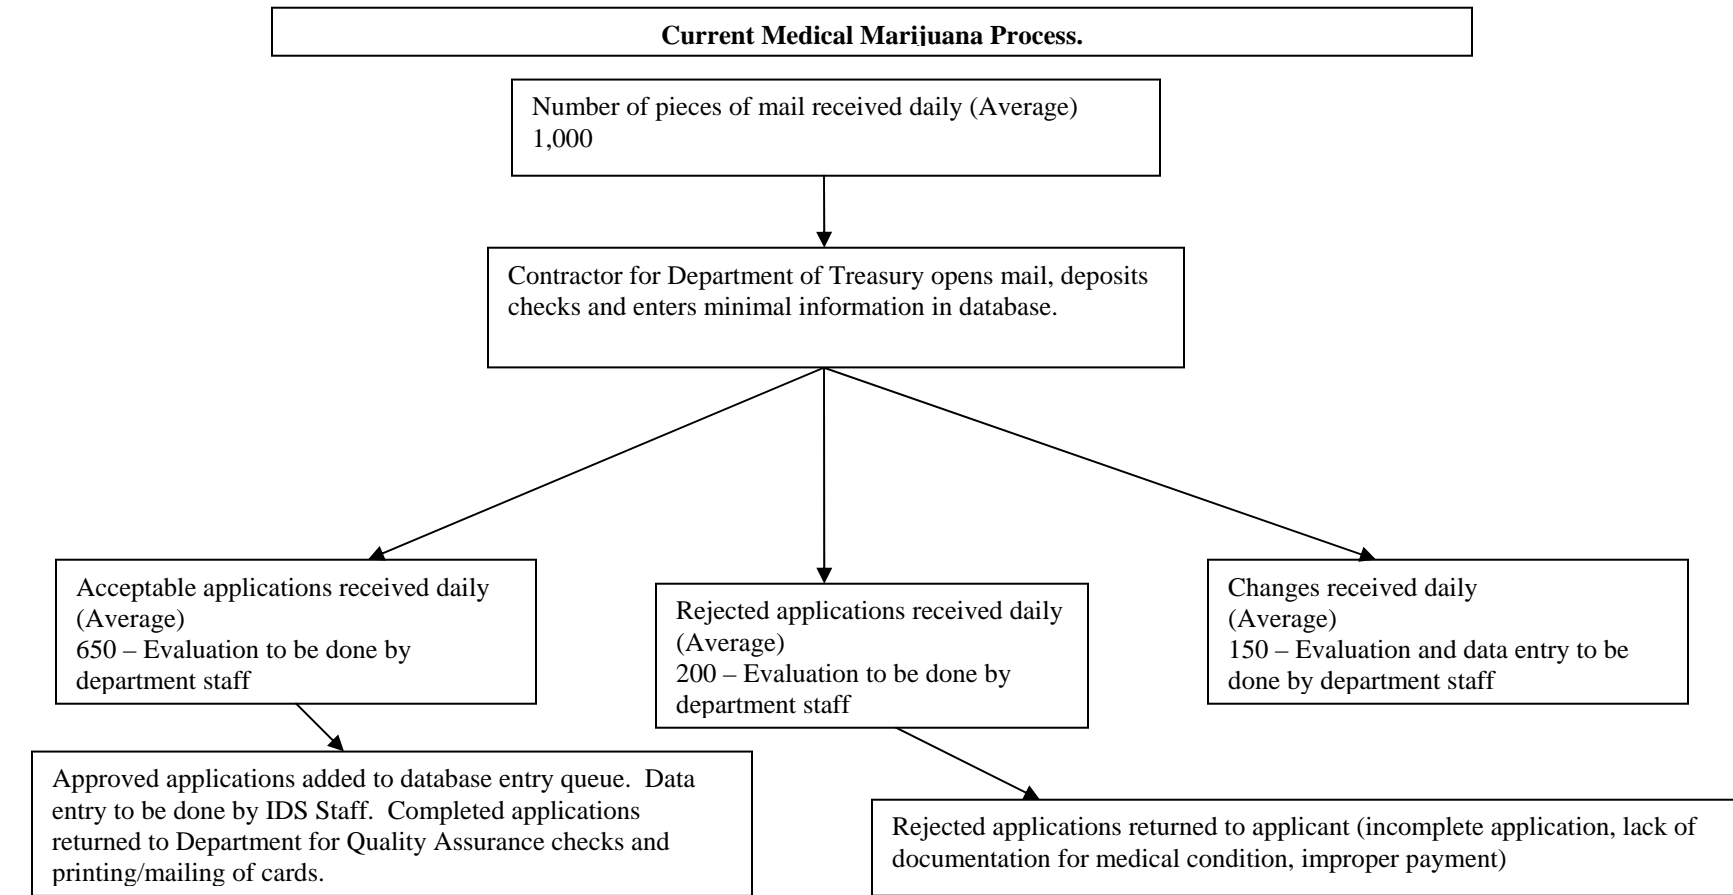 Current Medical Marijuana Process.
Number of pieces of mail received daily (Average)
1,000
Contractor for Department of Treasury opens mail, deposits
checks and enters minimal information in database.
Acceptable applications received daily
(Average)
650 – Evaluation to be done by
department staff
Rejected applications received daily
(Average)
200 – Evaluation to be done by
department staff
Changes received daily
(Average)
150 – Evaluation and data entry to be
done by department staff
Approved applications added to database entry queue.  Data
entry to be done by IDS Staff.  Completed applications
returned to Department for Quality Assurance checks and
printing/mailing of cards.
Rejected applications returned to applicant (incomplete application, lack of
documentation for medical condition, improper payment)